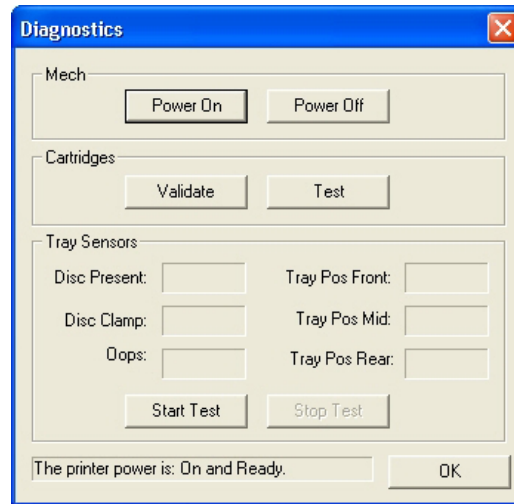 Diagnostics
Mech
Power On Power Off
Cartridges
Validate Test
Tray Sensors
Disc Present: Tray Pos Front:
Disc Clamp: Tray Pos Mid:
Oops: Tray Pos Rear:
Start Test Stop Test
The printer power is: On and Ready. OK